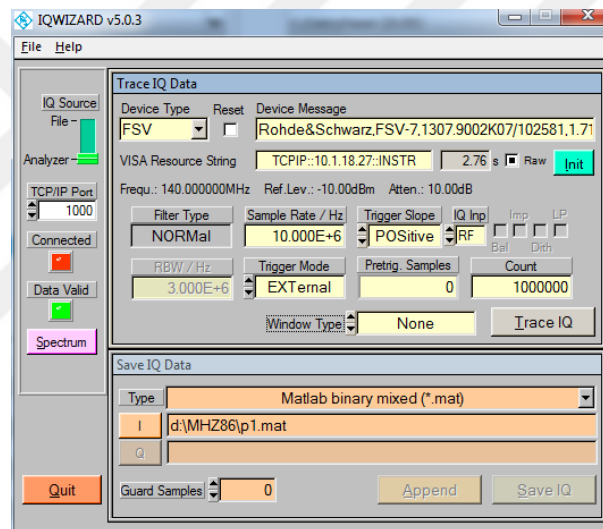 IQWIZARD v5.0.3
File Help
IQ Source
File -
Analyzer -
TCP/IP Port
1000
Connected
Data Valid
Spectrum
Quit
Trace IQ Data
Device Type Reset Device Message
FSV Rohde&Schwarz,FSV-7,1307.9002K07/102581,1.71
VISA Resource String TCPIP::10.1.18.27::INSTR 2.76 s Raw Init
Frequ.: 140.000000MHz Ref.Lev.: -10.00dBm Atten.: 10.00dB
Filter Type Sample Rate / Hz Trigger Slope IQ Inp Imp LP
NORMal 10.000E+6 POSitive RF
Bal Dith
RBW / Hz Trigger Mode Pretrig. Samples Count
3.000E+6 EXTernal 0 1000000
Window Type None Trace IQ
Save IQ Data
Type Matlab binary mixed (*.mat)
I d:\MHZ86\p1.mat
Q
Guard Samples 0 Append Save IQ